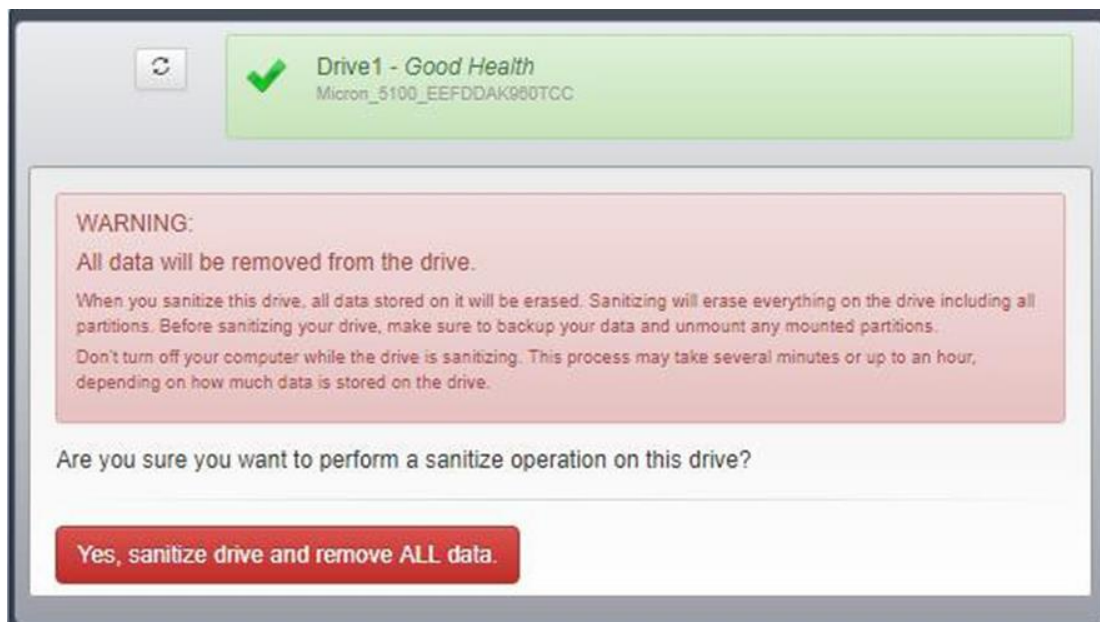 Drive1 - Good Health
Micron_5100_EEFDDAK960TCC
WARNING:
All data will be removed from the drive.
When you sanitize this drive, all data stored on it will be erased. Sanitizing will erase everything on the drive including all
partitions. Before sanitizing your drive, make sure to backup your data and unmount any mounted partitions.
Don't turn off your computer while the drive is sanitizing. This process may take several minutes or up to an hour,
depending on how much data is stored on the drive.
Are you sure you want to perform a sanitize operation on this drive?
Yes, sanitize drive and remove ALL data.